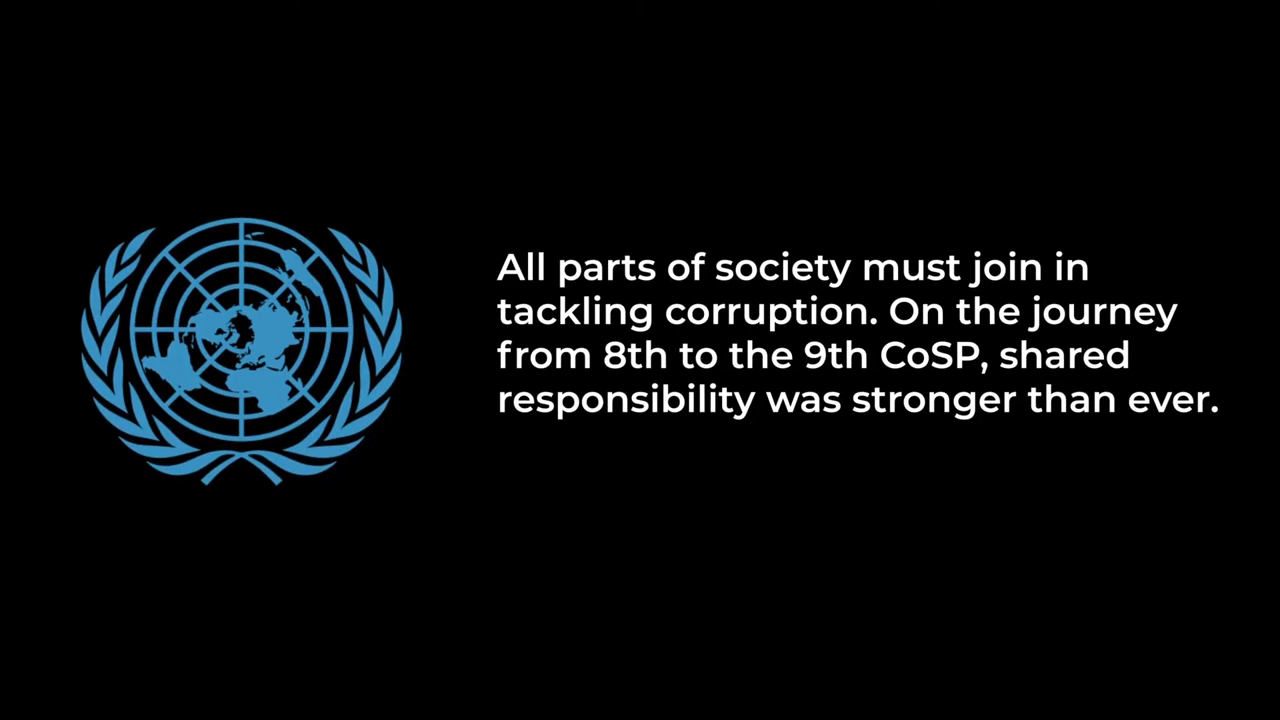 All parts of society must join in
tackling corruption. On the journey
from 8th to the 9th CoSP, shared
responsibility was stronger than ever.